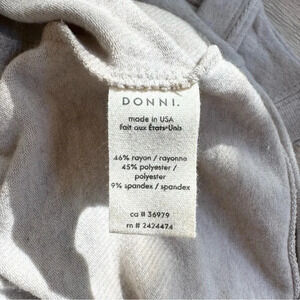 DONNI.
made in USA
Fait aux États-Unis
46% rayon / rayonne
45% polyester /
polyester
9% spandex / spandex
ca # 36979
rn # 2424474